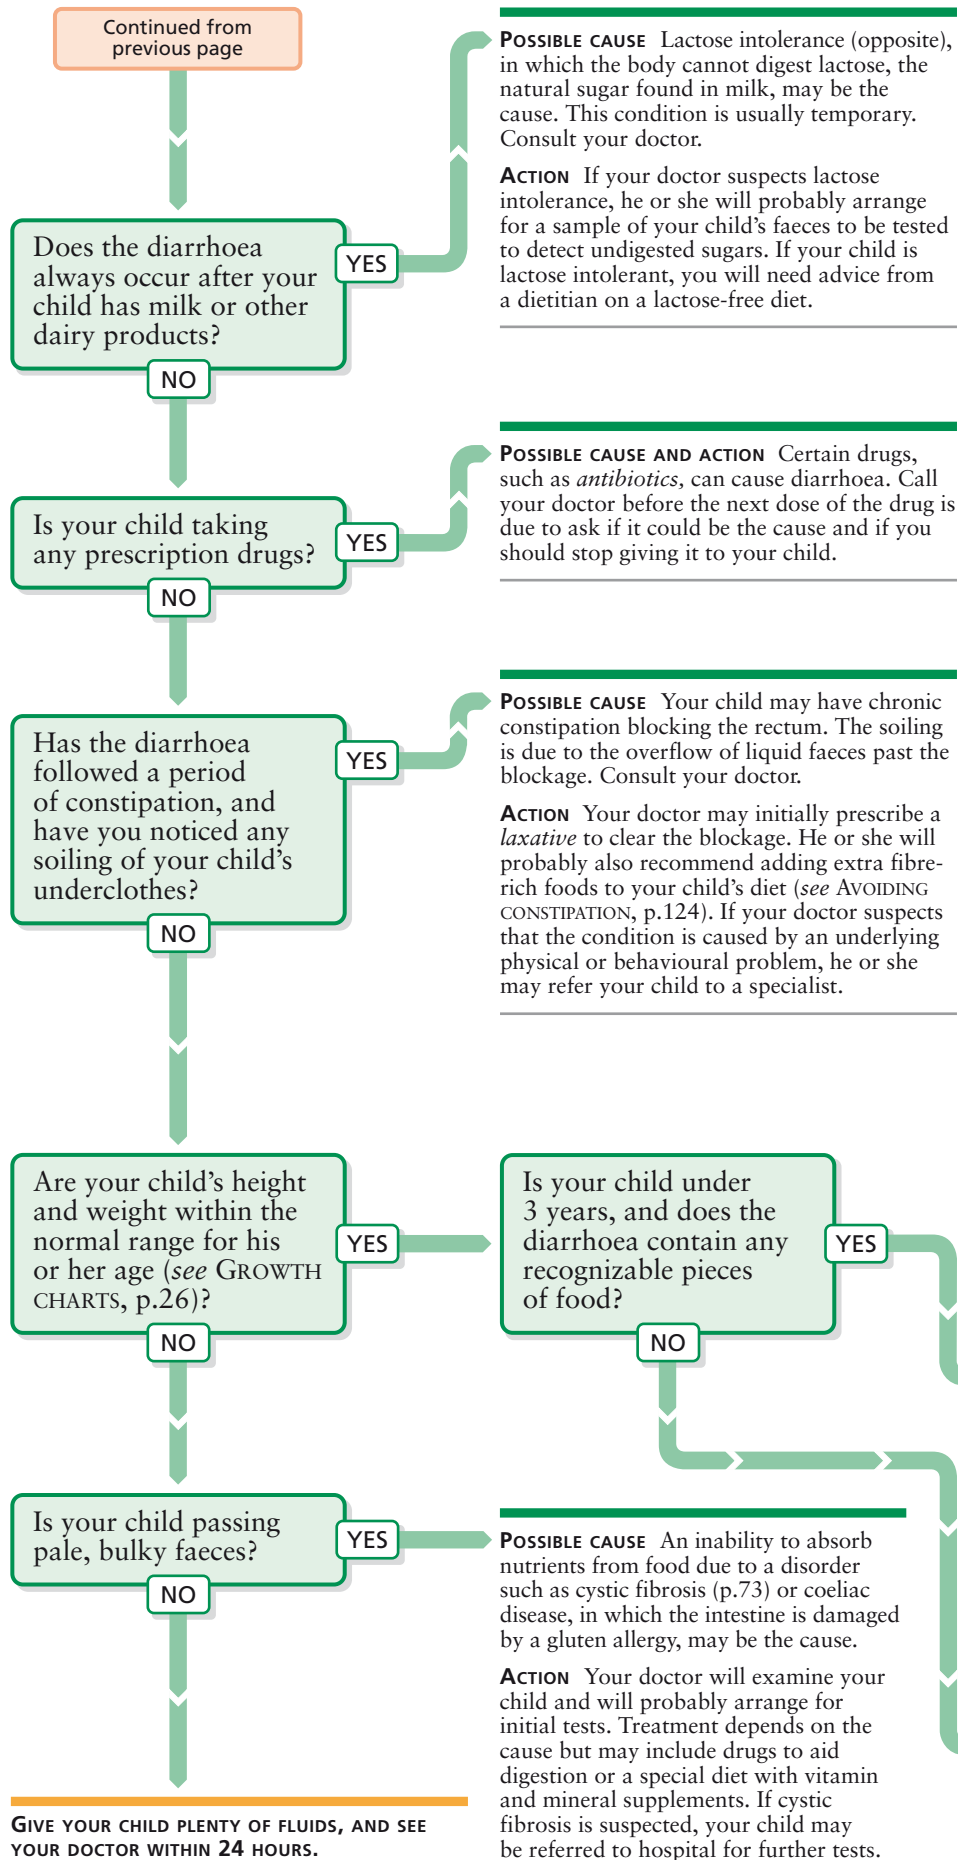 Continued from
previous page
POSSIBLE CAUSE Lactose intolerance (opposite),
in which the body cannot digest lactose, the
natural sugar found in milk, may be the
cause. This condition is usually temporary.
Consult your doctor.
ACTION If your doctor suspects lactose
intolerance, he or she will probably arrange
for a sample of your child's faeces to be tested
to detect undigested sugars. If your child is
lactose intolerant, you will need advice from
a dietitian on a lactose-free diet.
Does the diarrhoea
always occur after your
child has milk or other
dairy products?
YES
NO
POSSIBLE CAUSE AND ACTION Certain drugs,
such as antibiotics, can cause diarrhoea. Call
your doctor before the next dose of the drug is
due to ask if it could be the cause and if you
should stop giving it to your child.
Is your child taking
any prescription drugs?
YES
NO
POSSIBLE CAUSE Your child may have chronic
constipation blocking the rectum. The soiling
is due to the overflow of liquid faeces past the
blockage. Consult your doctor.
ACTION Your doctor may initially prescribe a
laxative to clear the blockage. He or she will
probably also recommend adding extra fibre-
rich foods to your child's diet (see AVOIDING
CONSTIPATION, p.124). If your doctor suspects
that the condition is caused by an underlying
physical or behavioural problem, he or she
may refer your child to a specialist.
Has the diarrhoea
followed a period
of constipation, and
have you noticed any
soiling of your child's
underclothes?
YES
NO
Are your child's height
and weight within the
normal range for his
or her age (see GROWTH
CHARTS, p.26)?
YES
NO
Is your child under
3 years, and does the
diarrhoea contain any
recognizable pieces
of food?
YES
NO
Is your child passing
pale, bulky faeces?
YES
NO
POSSIBLE CAUSE An inability to absorb
nutrients from food due to a disorder
such as cystic fibrosis (p.73) or coeliac
disease, in which the intestine is damaged
by a gluten allergy, may be the cause.
ACTION Your doctor will examine your
child and will probably arrange for
initial tests. Treatment depends on the
cause but may include drugs to aid
digestion or a special diet with vitamin
and mineral supplements. If cystic
fibrosis is suspected, your child may
be referred to hospital for further tests.
GIVE YOUR CHILD PLENTY OF FLUIDS, AND SEE
YOUR DOCTOR WITHIN 24 HOURS.